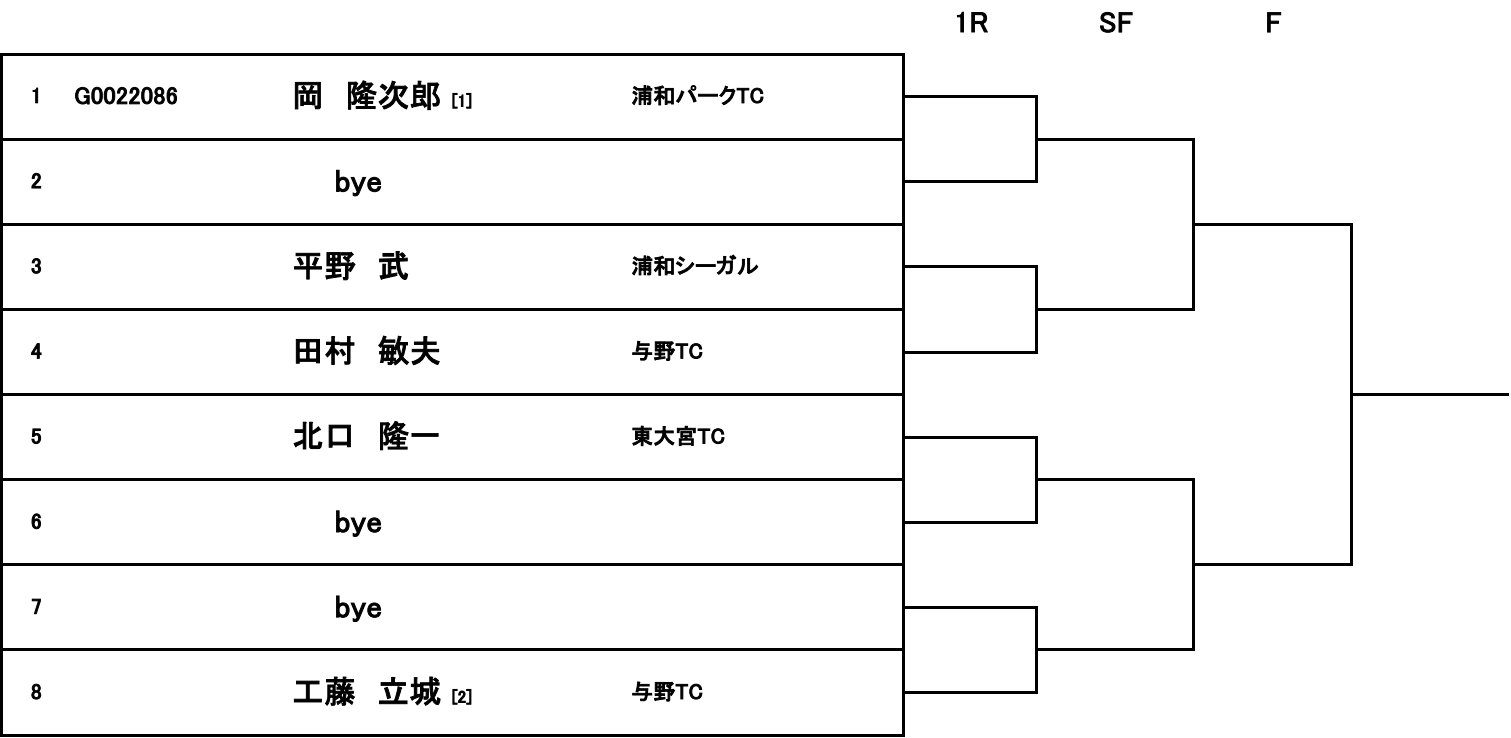 1R SF F
1 G0022086 岡 隆次郎 [1] 浦和パークTC
2 bye
3 平野 武 浦和シーガル
4 田村 敏夫 与野TC
5 北口 隆一 東大宮TC
6 bye
7 bye
8 工藤 立城 [2] 与野TC